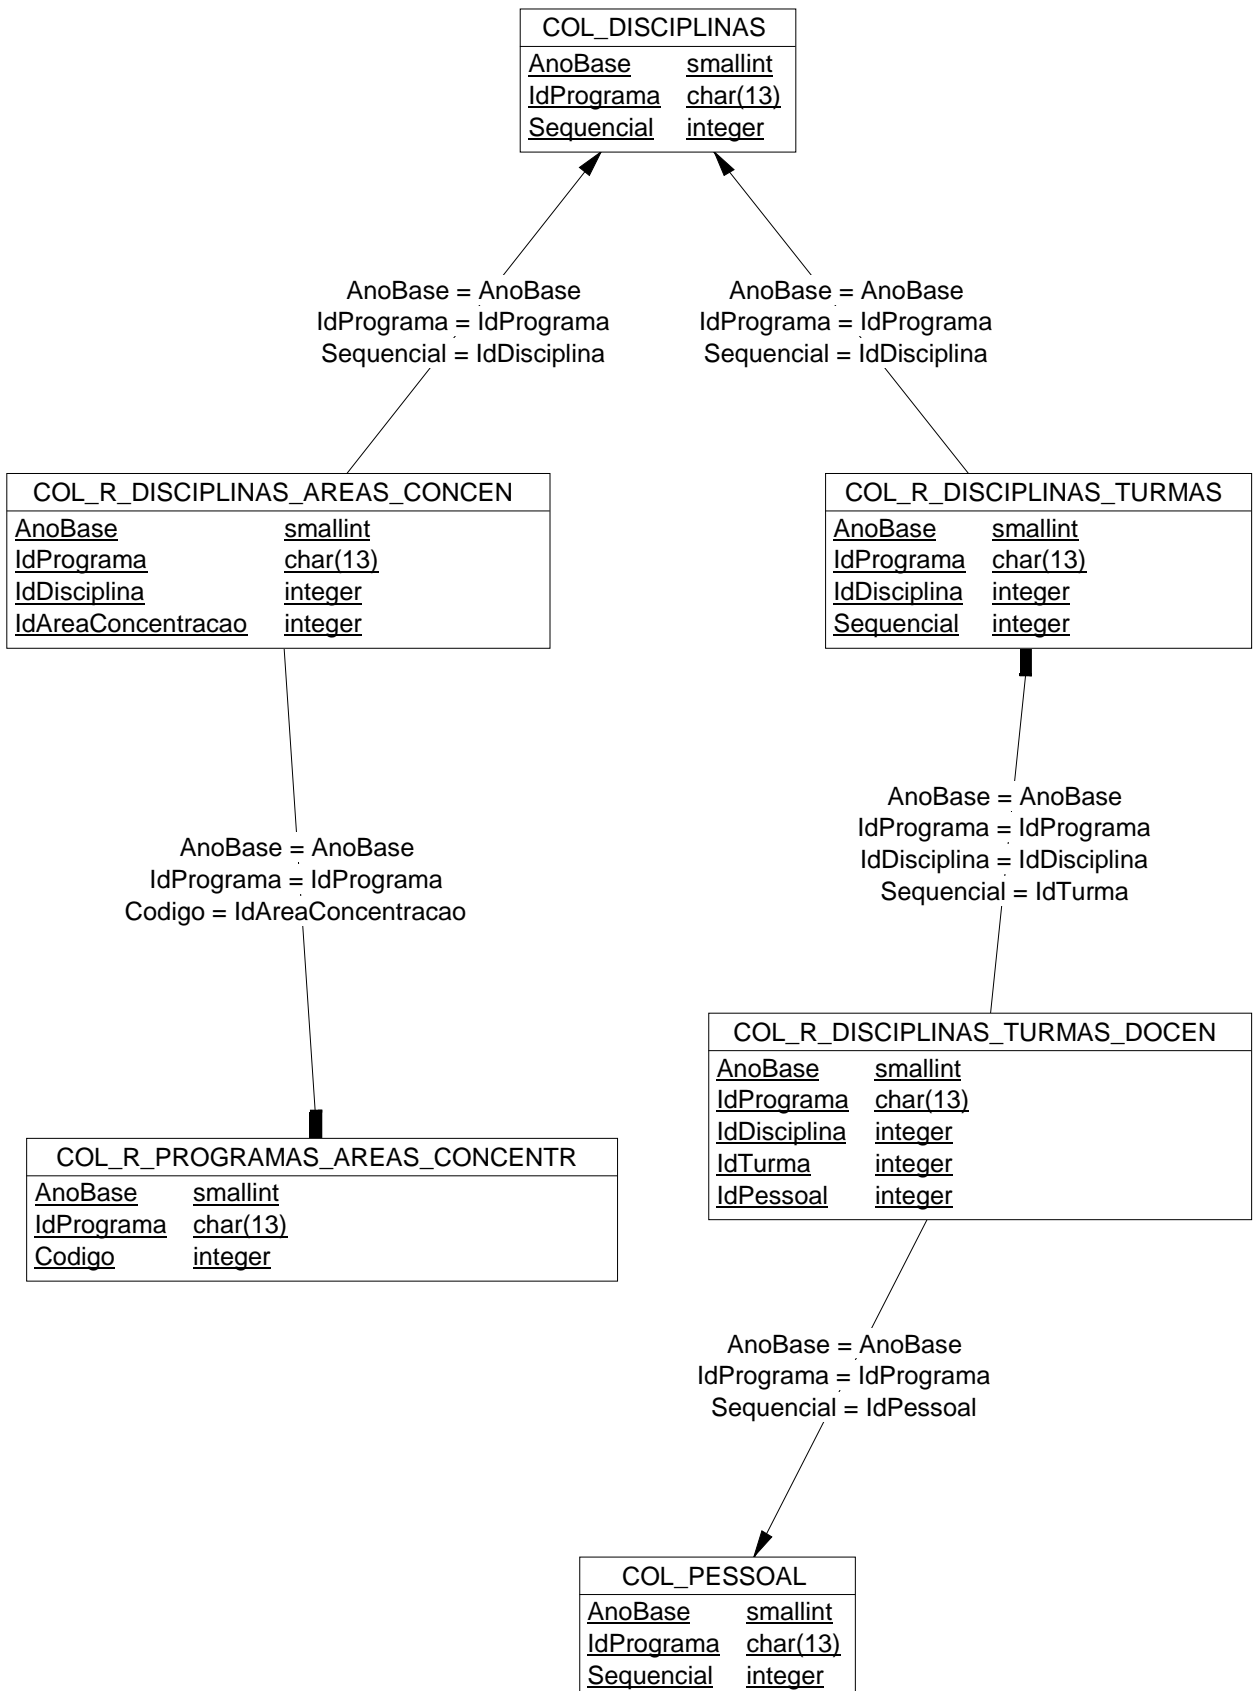 COL_DISCIPLINAS
AnoBase smallint
IdPrograma char(13)
Sequencial integer
AnoBase = AnoBase
IdPrograma = IdPrograma
Sequencial = IdDisciplina
AnoBase = AnoBase
IdPrograma = IdPrograma
Sequencial = IdDisciplina
COL_R_DISCIPLINAS_AREAS_CONCEN
AnoBase smallint
IdPrograma char(13)
IdDisciplina integer
IdAreaConcentracao integer
COL_R_DISCIPLINAS_TURMAS
AnoBase smallint
IdPrograma char(13)
IdDisciplina integer
Sequencial integer
AnoBase = AnoBase
IdPrograma = IdPrograma
Codigo = IdAreaConcentracao
AnoBase = AnoBase
IdPrograma = IdPrograma
IdDisciplina = IdDisciplina
Sequencial = IdTurma
COL_R_DISCIPLINAS_TURMAS_DOCEN
AnoBase smallint
IdPrograma char(13)
IdDisciplina integer
IdTurma integer
IdPessoal integer
COL_R_PROGRAMAS_AREAS_CONCENTR
AnoBase smallint
IdPrograma char(13)
Codigo integer
AnoBase = AnoBase
IdPrograma = IdPrograma
Sequencial = IdPessoal
COL_PESSOAL
AnoBase smallint
IdPrograma char(13)
Sequencial integer